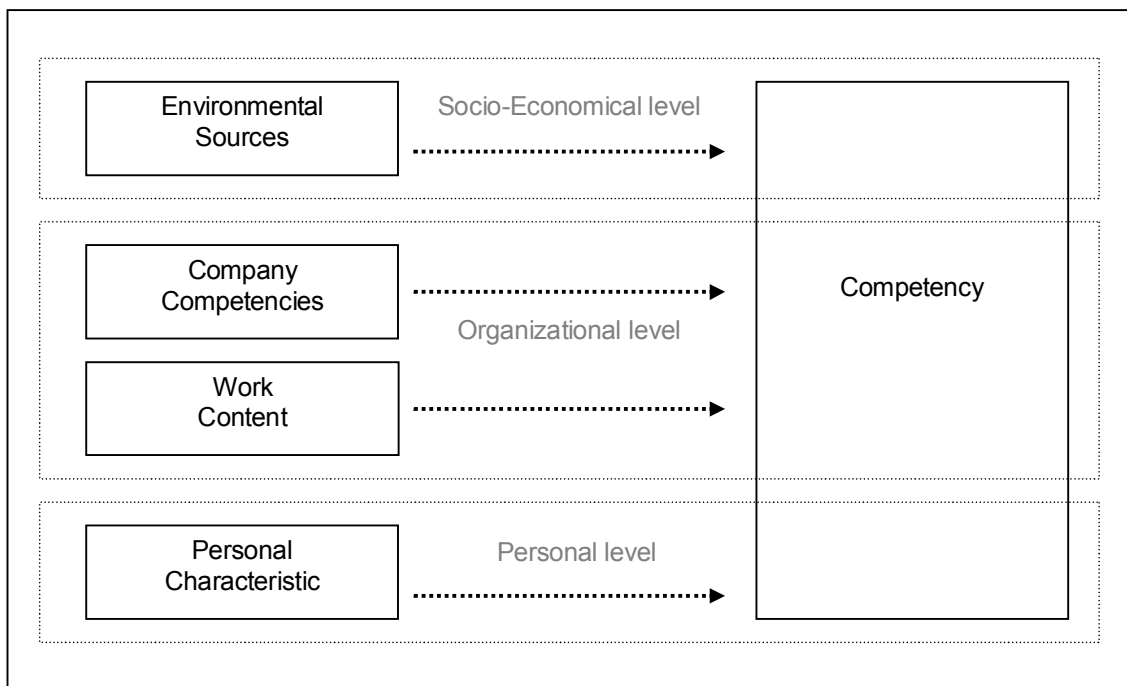 Environmental
Sources
Socio-Economical level
Company
Competencies
Organizational level
Competency
Work
Content
Personal
Characteristic
Personal level